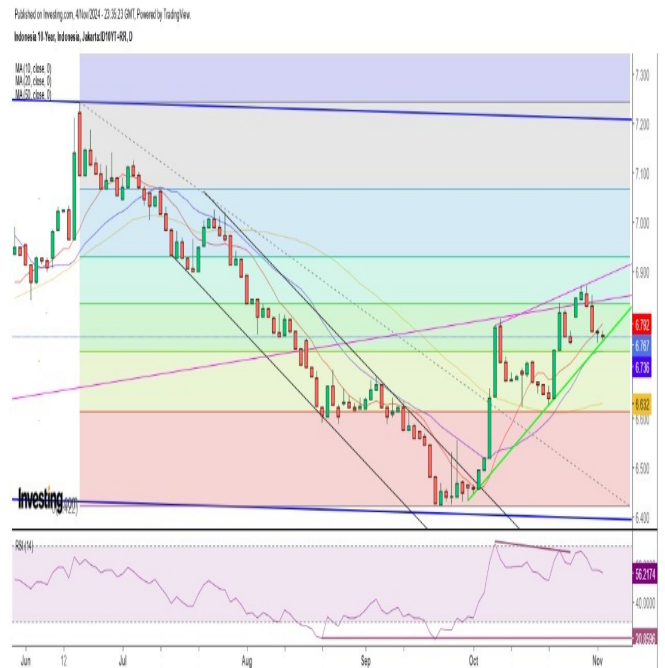 Published on Investing.com, 4/Nov/2024 - 23:35:23 GMT, Powered by TradingView.
Indonesia 10-Year, Indonesia, Jakarta:ID10YT=RR, D
MA (10, close, 0)
MA (20, close, 0)
MA (50, close, 0)
7.300
7.200
7.100
7.000
6.900
6.792
6.767
6.736
6.632
6.500
6.400
Investing
RSI (14)
56.2174
40.0000
20.8596
Jun
12
Jul
Aug
Sep
Oct
Nov